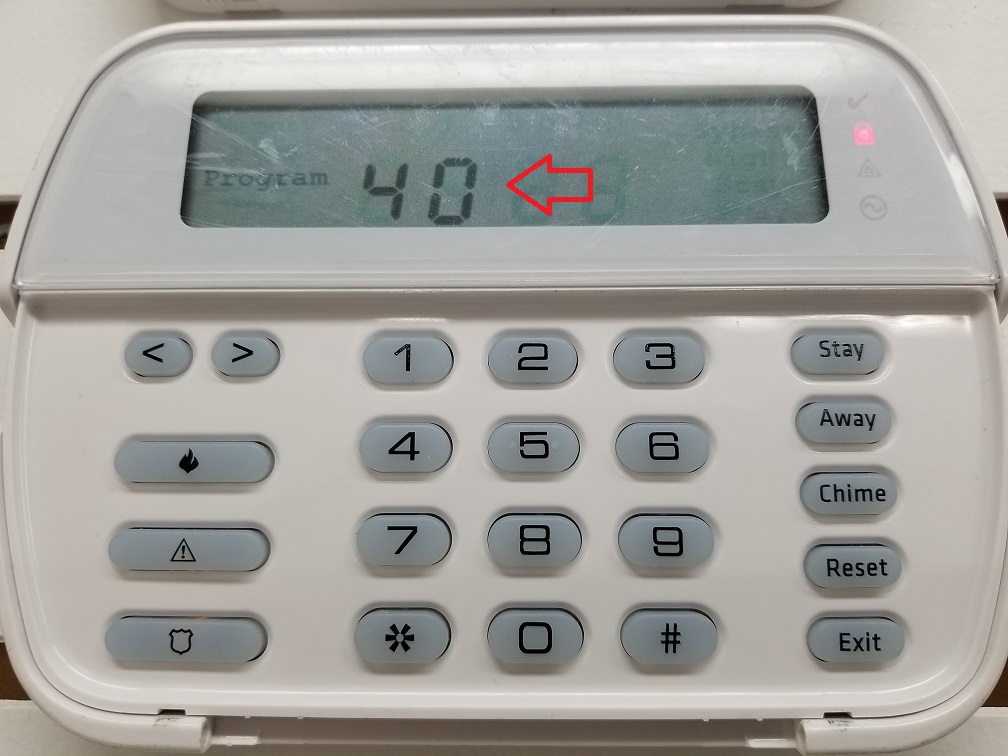 Program 40
< > 1 2 3 Stay
4 5 6 Away
7 8 9 Chime
Reset
* 0 # Exit